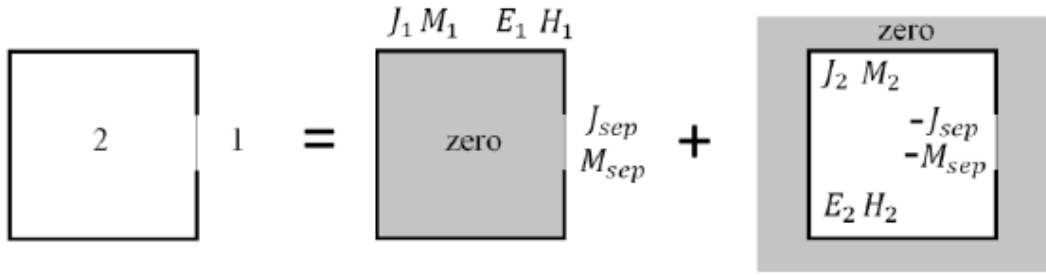 J₁ M₁ E₁ H₁
zero
J₂ M₂
2 1 = zero Jsep + -Jsep
Msep -Msep
E₂ H₂